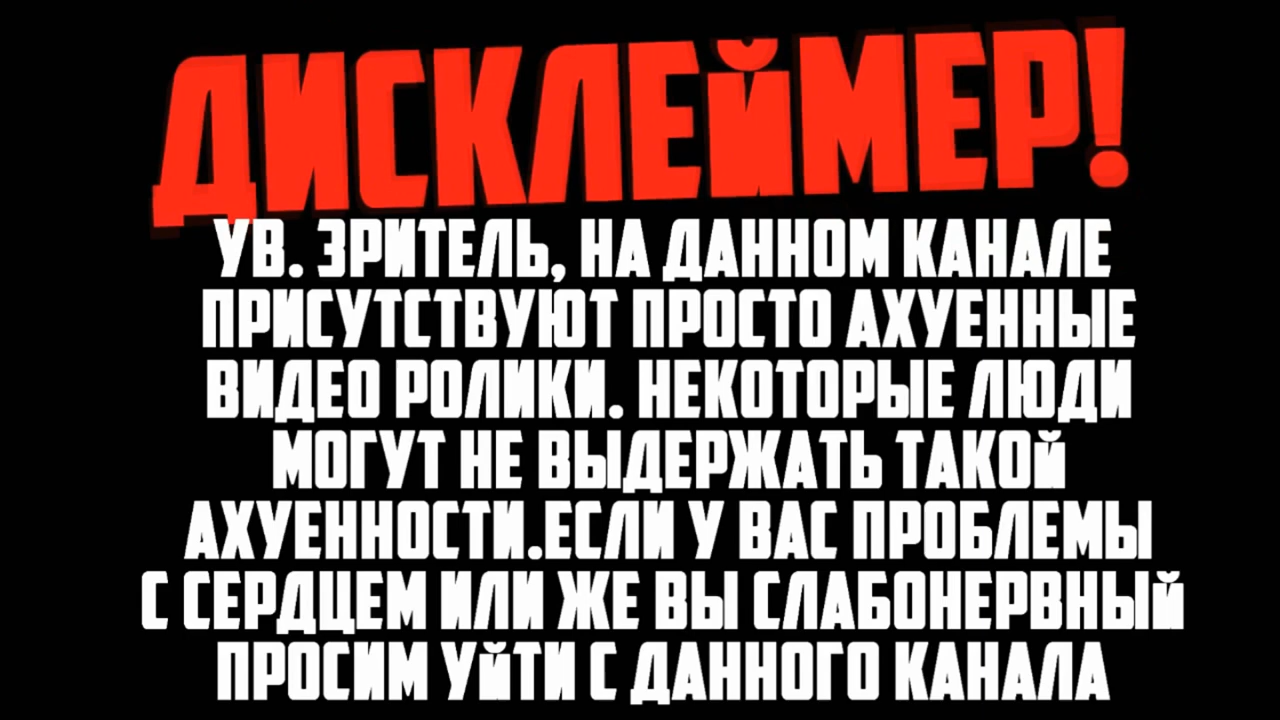 ДИСКЛЕЙМЕР!
УВ. ЗРИТЕЛЬ, НА ДАННОМ КАНАЛЕ
ПРИСУТСТВУЮТ ПРОСТО АХУЕННЫЕ
ВИДЕО РОЛИКИ. НЕКОТОРЫЕ ЛЮДИ
МОГУТ НЕ ВЫДЕРЖАТЬ ТАКОЙ
АХУЕННОСТИ.ЕСЛИ У ВАС ПРОБЛЕМЫ
С СЕРДЦЕМ ИЛИ ЖЕ ВЫ СЛАБОНЕРВНЫЙ
ПРОСИМ УЙТИ С ДАННОГО КАНАЛА